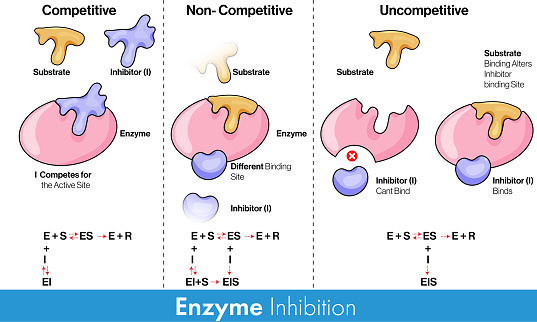 Competitive
Substrate
Inhibitor (I)
Enzyme
I Competes for
the Active Site
E + S ⇌ ES → E + R
+
I
EI
Non- Competitive
Substrate
Enzyme
Different Binding
Site
Inhibitor (I)
E + S ⇌ ES → E + R
+
I
EI+S → EIS
Uncompetitive
Substrate
Substrate
Binding Alters
Inhibitor
binding Site
Inhibitor (I)
Cant Bind
Inhibitor (I)
Binds
E + S ⇌ ES → E + R
+
I
EIS
Enzyme Inhibition